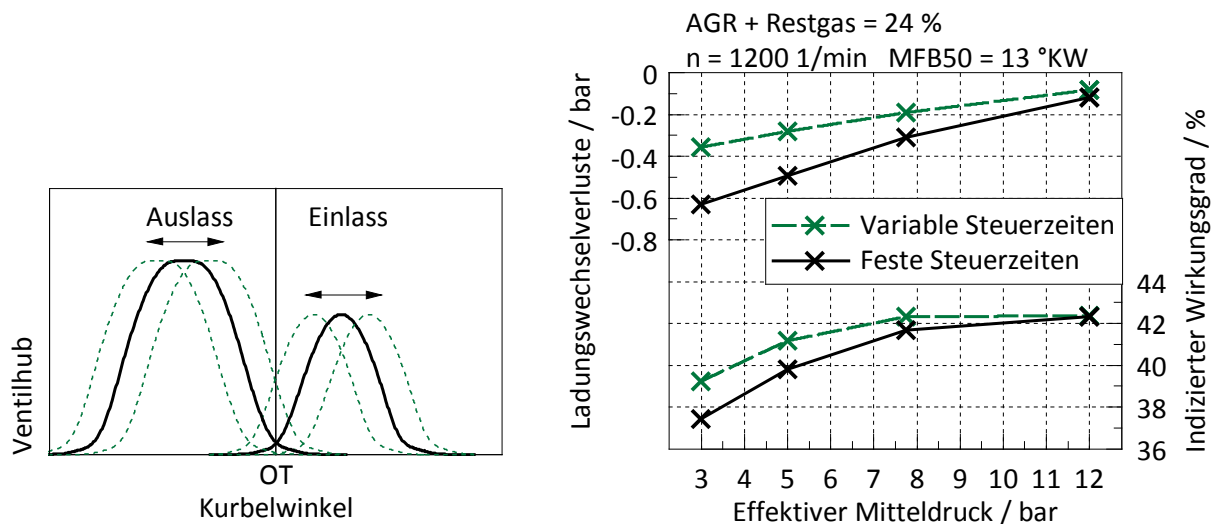 Auslass
Einlass
Ventilhub
OT
Kurbelwinkel
AGR + Restgas = 24 %
n = 1200 1/min MFB50 = 13 °KW
Ladungswechselverluste / bar
0
-0.2
-0.4
-0.6
-0.8
Variable Steuerzeiten
Feste Steuerzeiten
44
42
40
38
36
Indizierter Wirkungsgrad / %
3 4 5 6 7 8 9 10 11 12
Effektiver Mitteldruck / bar